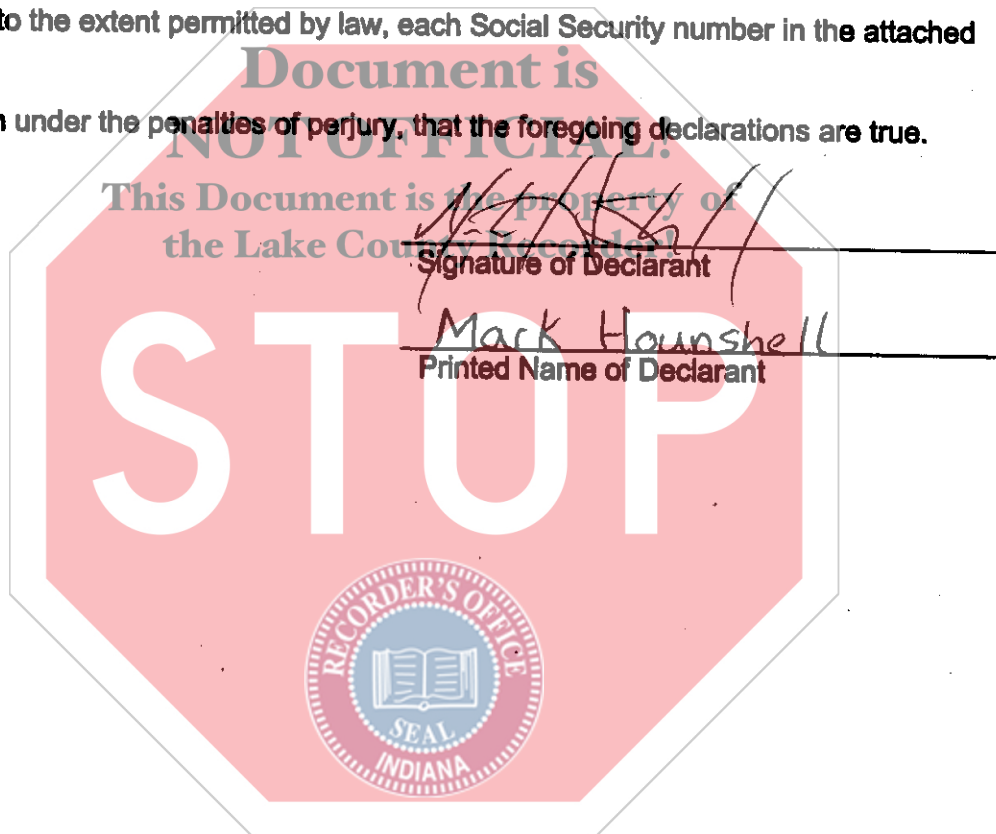 to the extent permitted by law, each Social Security number in the attached
Document is
under the penalties of perjury, that the foregoing declarations are true.
NOT OFFICIAL!
This Document is the property of
the Lake County Recorder!
Signature of Declarant
Mark Hounshell
Printed Name of Declarant
STOP
RECORDER'S OFFICE
SEAL
INDIANA